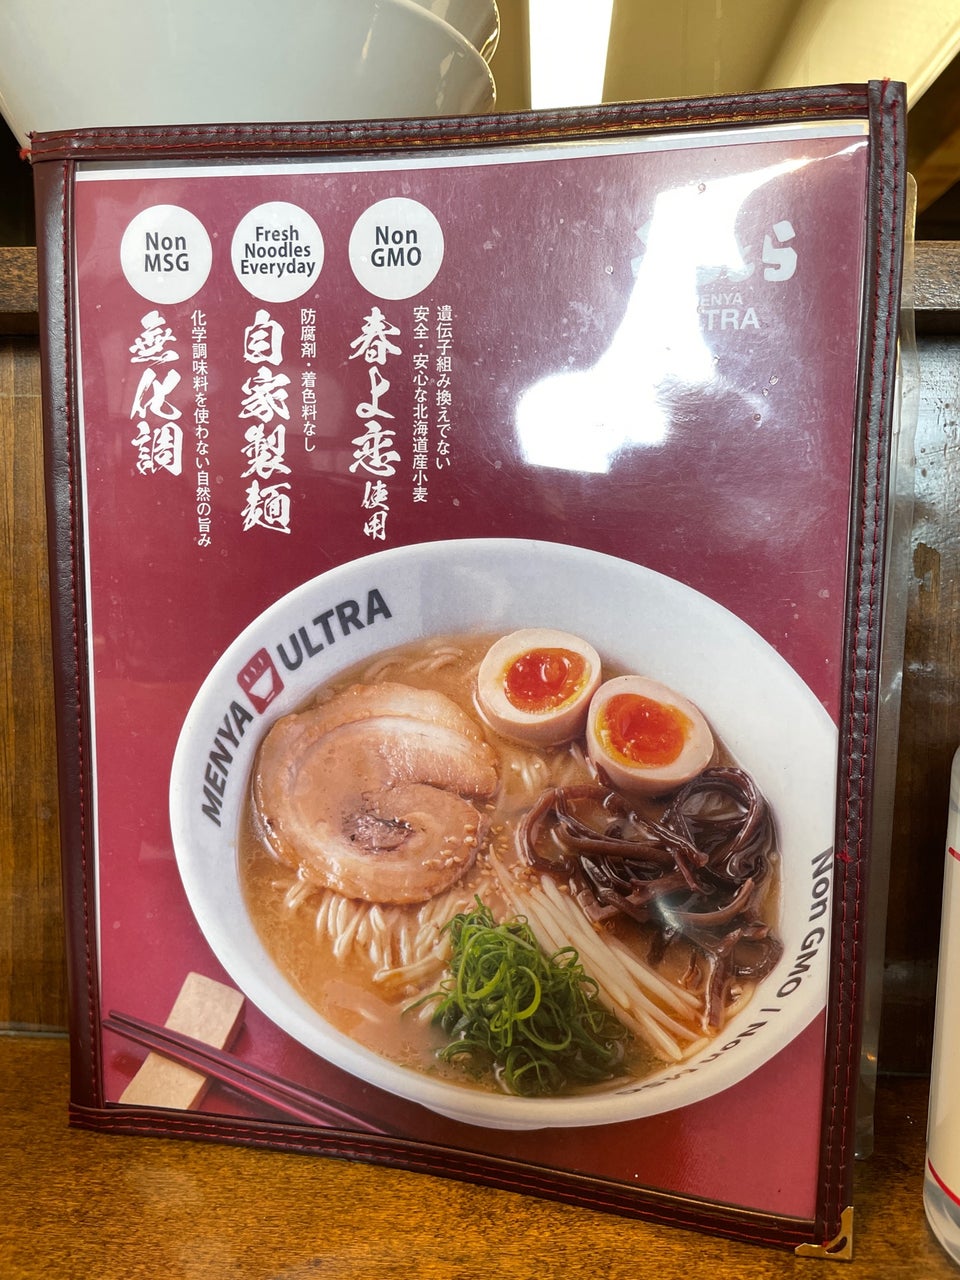 Non
MSG
Fresh
Noodles
Everyday
Non
GMO
遺伝子組み換えでない
安全・安心な北海道産小麦
春よ恋使用
防腐剤・着色料なし
自家製麺
化学調味料を使わない自然の旨み
無化調
MENYA ULTRA
Non GMO / Non MSG